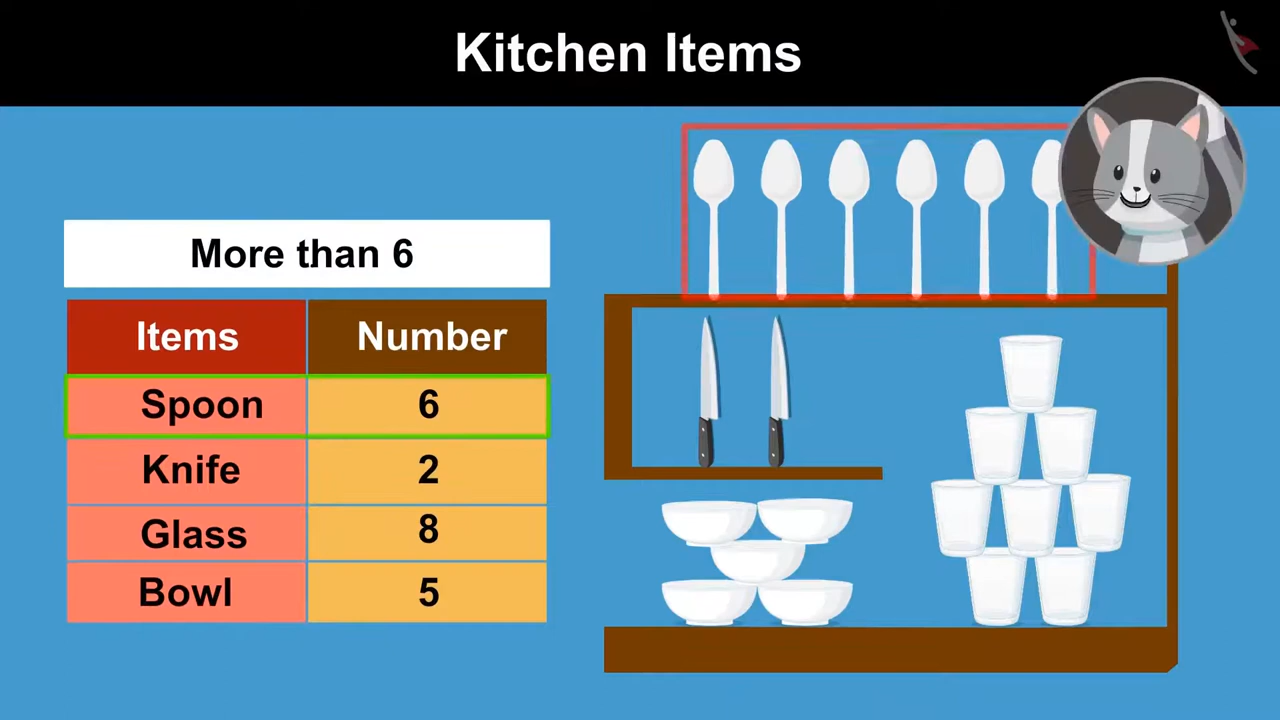 Kitchen Items
More than 6
Items Number
Spoon 6
Knife 2
Glass 8
Bowl 5